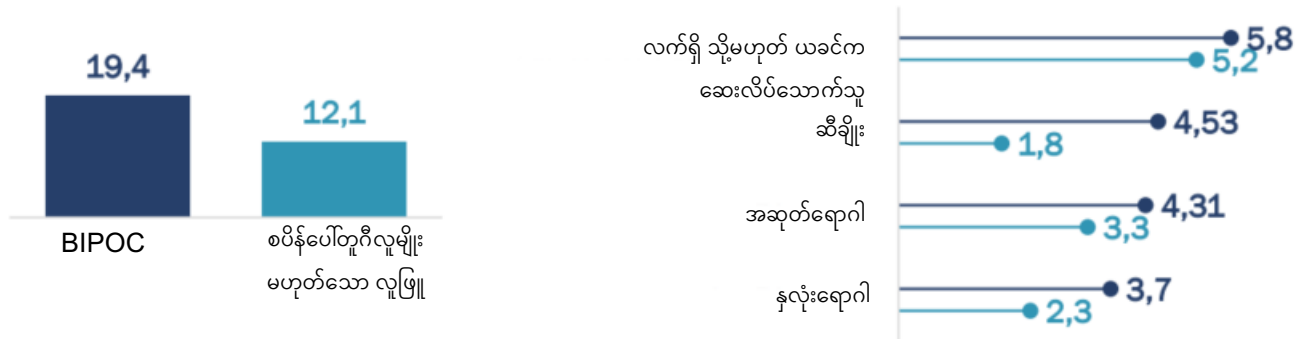 19,4
12,1
BIPOC
စပိန်ပေါ်တူဂီလူမျိုး
မဟုတ်သော လူဖြူ
လက်ရှိ သို့မဟုတ် ယခင်က
ဆေးလိပ်သောက်သူ
5,8
5,2
ဆီချိုး
4,53
1,8
အဆုတ်ရောဂါ
4,31
3,3
နှလုံးရောဂါ
3,7
2,3